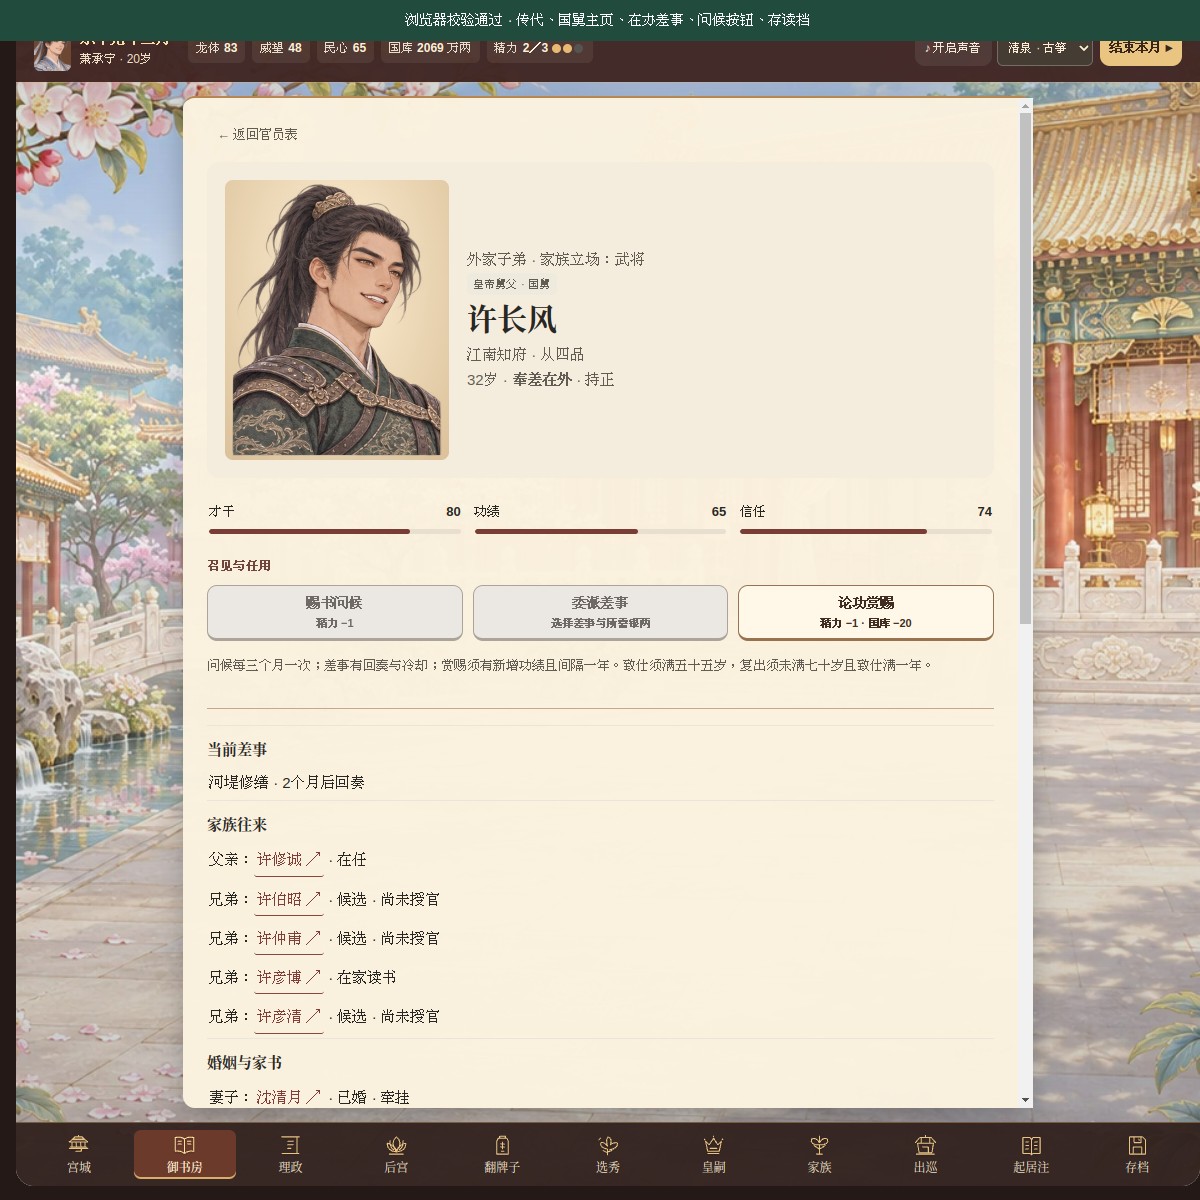 浏览器校验通过 · 传代、国舅主页、在办差事、问候按钮、存读档
萧承宁 · 20岁
龙体 83 威望 48 民心 65 国库 2069 万两 精力 2/3
♪开启声音 清泉 · 古筝 结束本月 ▸
← 返回官员表
外家子弟 · 家族立场：武将
皇帝舅父 · 国舅
许长风
江南知府 · 从四品
32岁 · 奉差在外 · 持正
才干 80 功绩 65 信任 74
召见与任用
赐书问候 委派差事 论功赏赐
精力 −1 选择差事与所需银两 精力 −1 · 国库 −20
问候每三个月一次；差事有回奏与冷却；赏赐须有新增功绩且间隔一年。致仕须满五十五岁，复出须未满七十岁且致仕满一年。
当前差事
河堤修缮 · 2个月后回奏
家族往来
父亲：许修诚 ↗ · 在任
兄弟：许伯昭 ↗ · 候选 · 尚未授官
兄弟：许仲甫 ↗ · 候选 · 尚未授官
兄弟：许彦博 ↗ · 在家读书
兄弟：许彦清 ↗ · 候选 · 尚未授官
婚姻与家书
妻子：沈清月 ↗ · 已婚 · 牵挂
宫城 御书房 理政 后宫 翻牌子 选秀 皇嗣 家族 出巡 起居注 存档